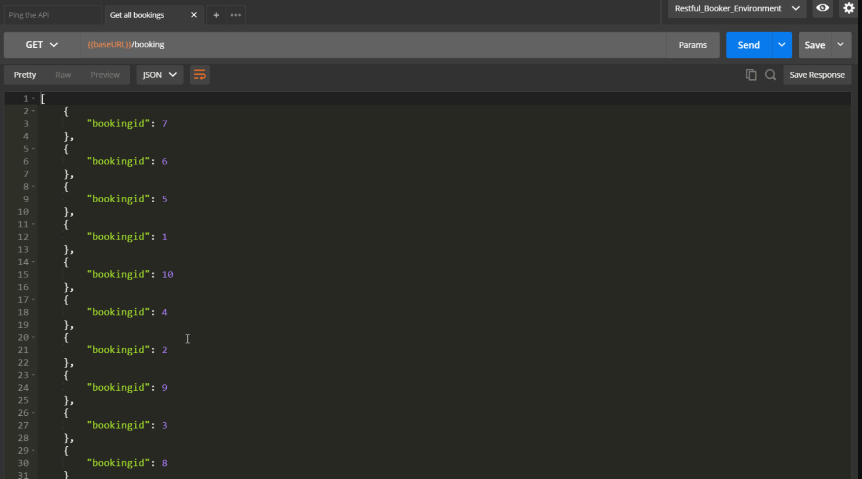 Ping the API Get all bookings × + ••• Restful_Booker_Environment
GET {{baseURL}}/booking Params Send Save
Pretty Raw Preview JSON Save Response
1 [
2 {
3 "bookingid": 7
4 },
5 {
6 "bookingid": 6
7 },
8 {
9 "bookingid": 5
10 },
11 {
12 "bookingid": 1
13 },
14 {
15 "bookingid": 10
16 },
17 {
18 "bookingid": 4
19 },
20 {
21 "bookingid": 2
22 },
23 {
24 "bookingid": 9
25 },
26 {
27 "bookingid": 3
28 },
29 {
30 "bookingid": 8
31 }